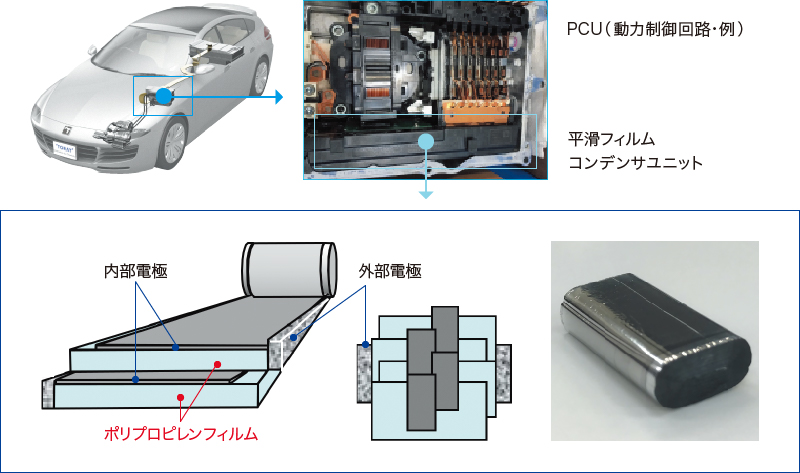 PCU（動力制御回路・例）
平滑フィルム
コンデンサユニット
内部電極
外部電極
ポリプロピレンフィルム